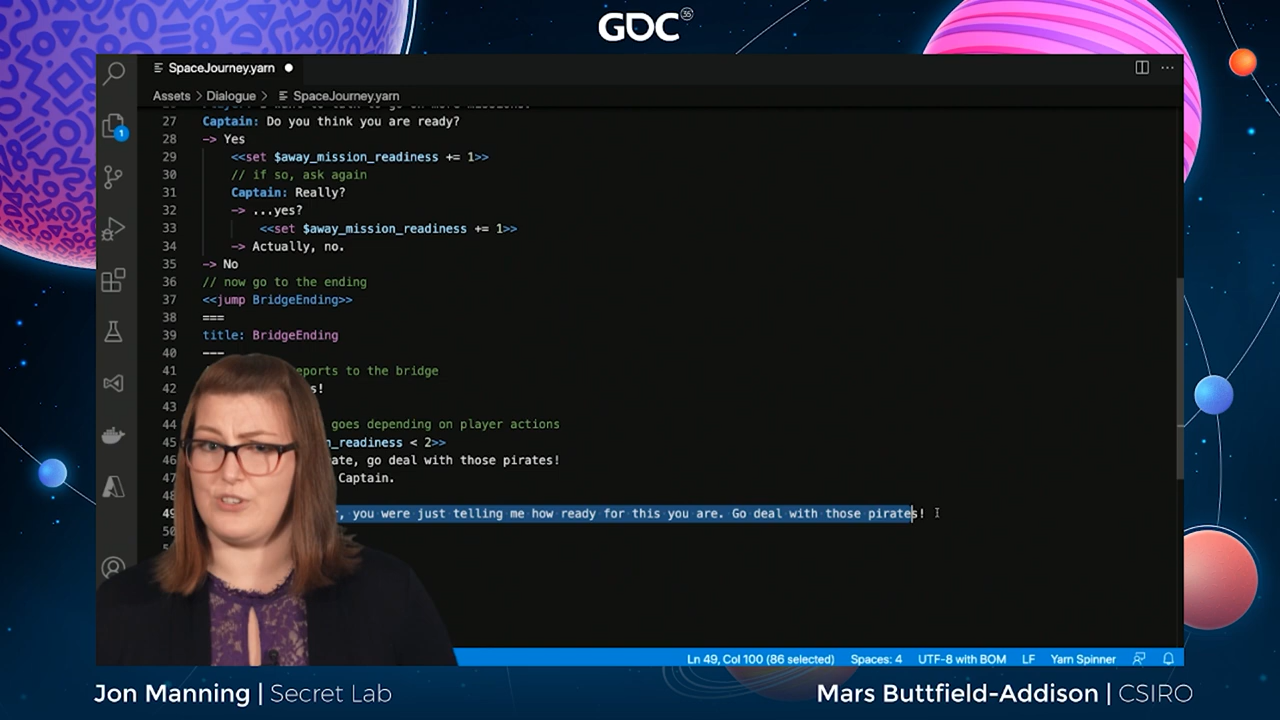 GDC 35
SpaceJourney.yarn
Assets > Dialogue > SpaceJourney.yarn
27 Captain: Do you think you are ready?
28 -> Yes
29 <<set $away_mission_readiness += 1>>
30 // if so, ask again
31 Captain: Really?
32 -> ...yes?
33 <<set $away_mission_readiness += 1>>
34 -> Actually, no.
35 -> No
36 // now go to the ending
37 <<jump BridgeEnding>>
38 ===
39 title: BridgeEnding
40 ---
41 to the bridge
42
43
44 goes depending on player actions
45 _readiness < 2>>
46 go deal with those pirates!
47 Captain.
48
49 you were just telling me how ready for this you are. Go deal with those pirates!
1
Ln 49, Col 100 (86 selected) Spaces: 4 UTF-8 with BOM LF Yarn Spinner
Jon Manning | Secret Lab
Mars Buttfield-Addison | CSIRO